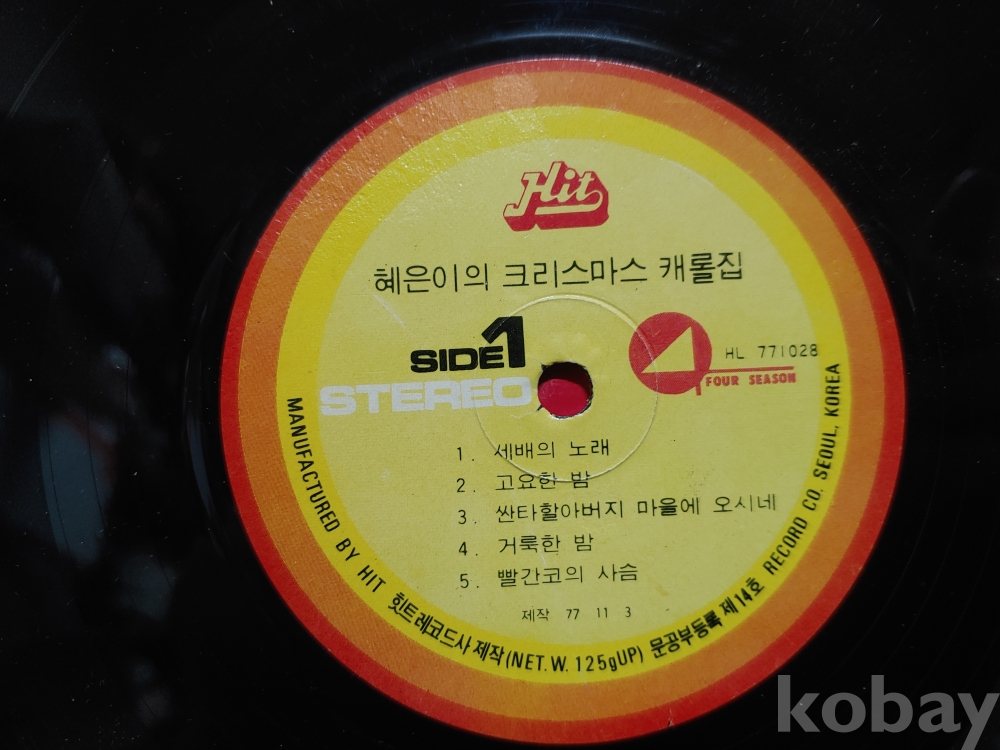 Hit
혜은이의 크리스마스 캐롤집
SIDE 1
STEREO
HL 771028
4
FOUR SEASON
1. 세배의 노래
2. 고요한 밤
3. 싼타할아버지 마을에 오시네
4. 거룩한 밤
5. 빨간코의 사슴
제작 77 11 3
MANUFACTURED BY HIT 힛트레코드사 제작(NET.W. 125gUP) 문공부등록 제14호 RECORD CO. SEOUL, KOREA
kobay